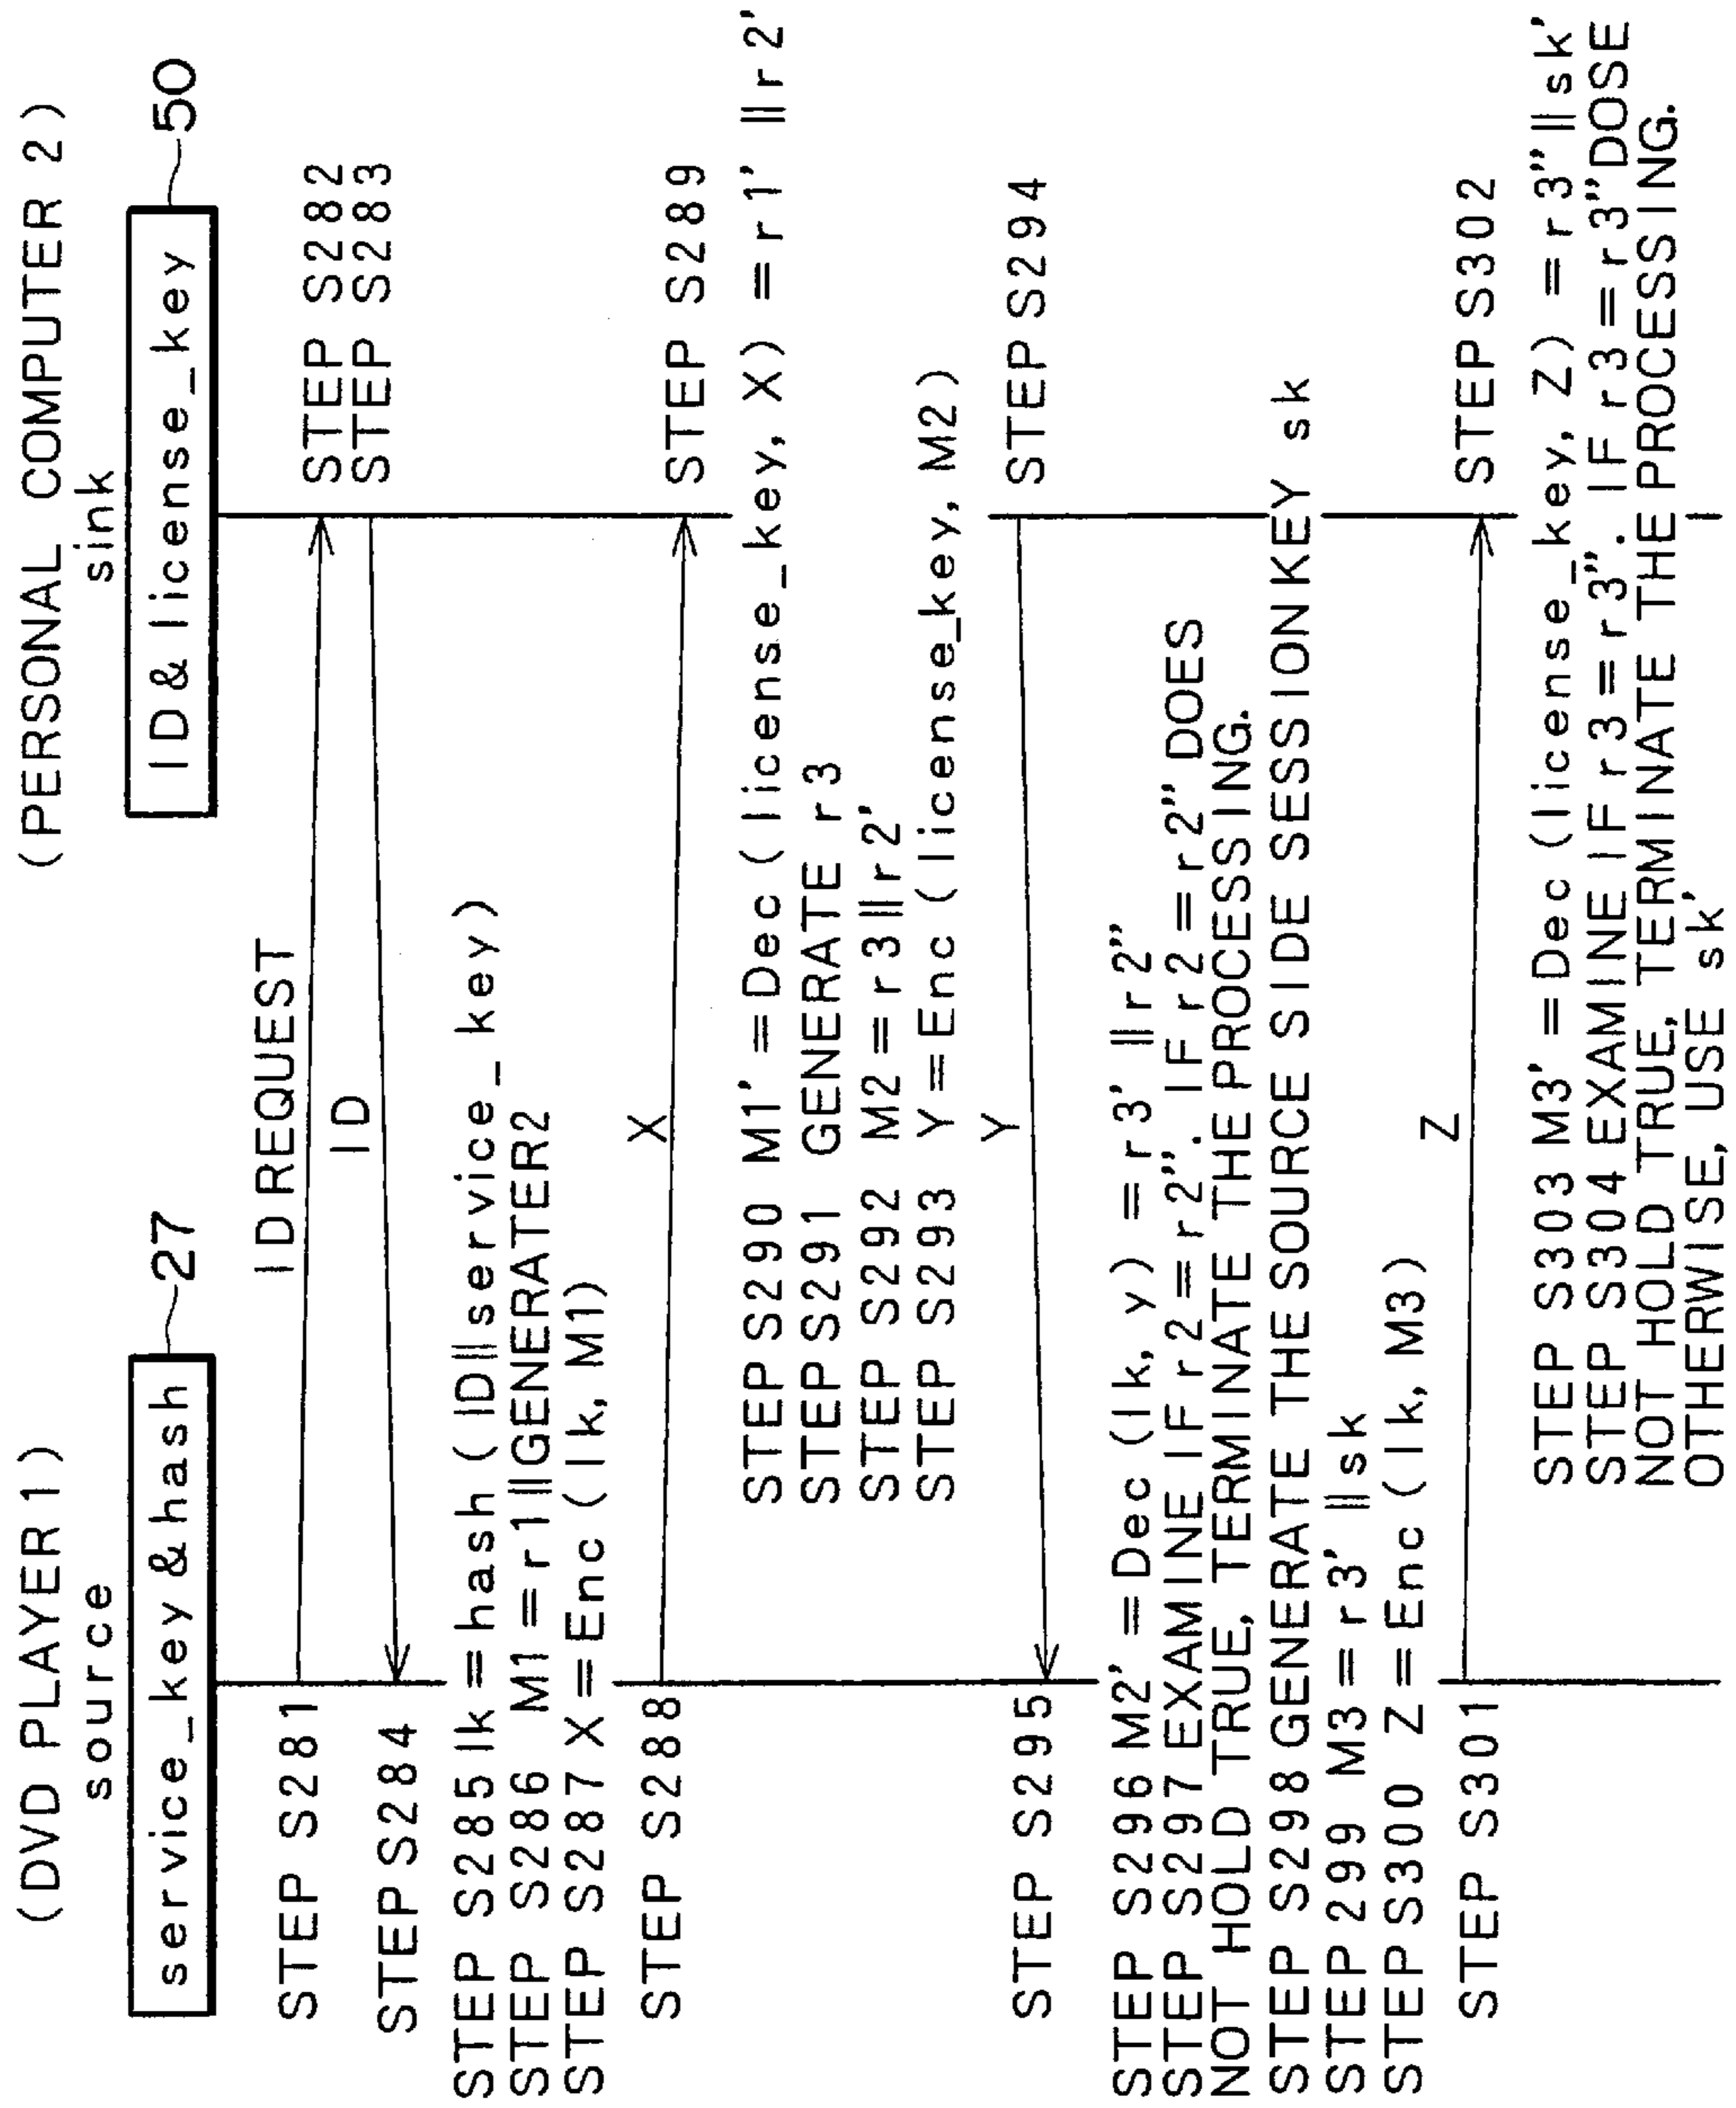 (DVD PLAYER1)
source
service_key&hash
27
(PERSONAL COMPUTER 2)
sink
ID&license_key
50
STEP S281
ID REQUEST
STEP S282
STEP S283
ID
STEP S284
STEP S285 lk=hash(ID||service_key)
STEP S286 M1=r1||GENERATER2
STEP S287 X=Enc(lk, M1)
STEP S288
X
STEP S289
STEP S290 M1'=Dec(license_key, X)=r1'||r2'
STEP S291 GENERATE r3
STEP S292 M2=r3||r2'
STEP S293 Y=Enc(license_key, M2)
STEP S294
Y
STEP S295
STEP S296 M2'=Dec(lk, y)=r3'||r2"
STEP S297 EXAMINE IF r2=r2". IF r2=r2" DOES
NOT HOLD TRUE, TERMINATE THE PROCESSING.
STEP S298 GENERATE THE SOURCE SIDE SESSION KEY sk
STEP 299 M3=r3'||sk
STEP S300 Z=Enc(lk, M3)
STEP S301
Z
STEP S302
STEP S303 M3'=Dec(license_key, Z)=r3"||sk'
STEP S304 EXAMINE IF r3=r3". IF r3=r3" DOSE
NOT HOLD TRUE, TERMINATE THE PROCESSING.
OTHERWISE, USE sk'